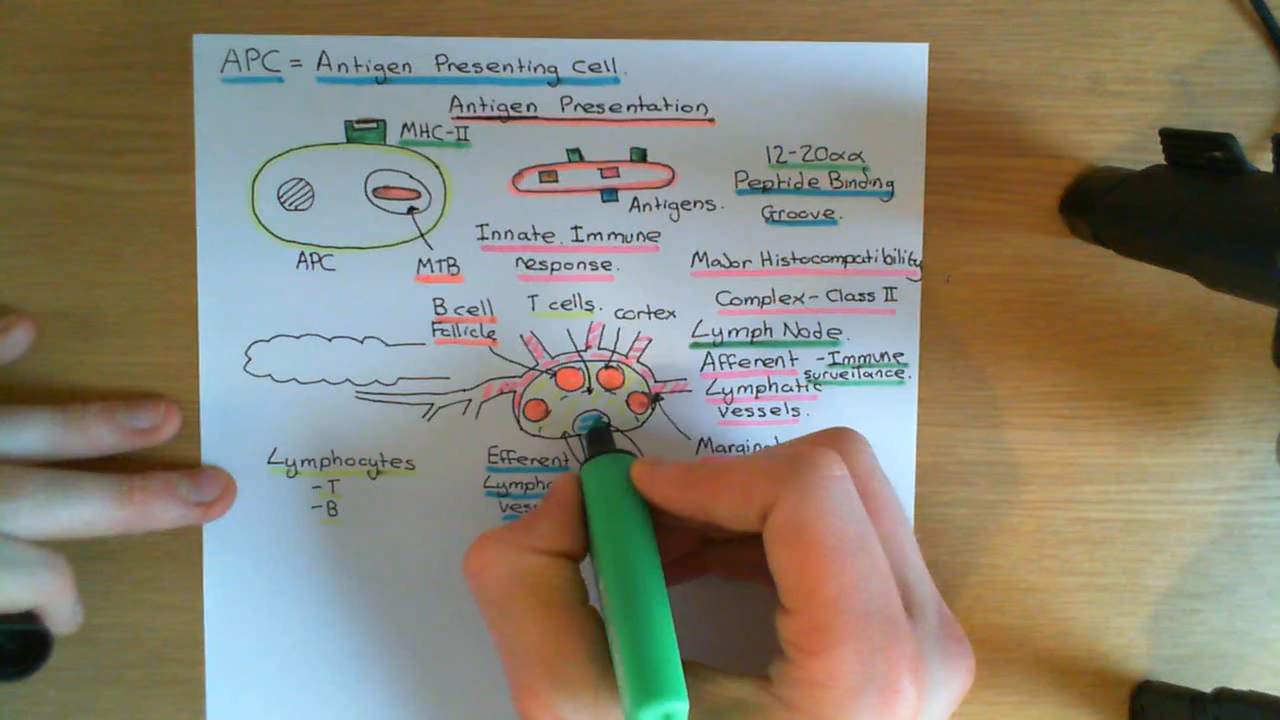 APC = Antigen Presenting cell.
Antigen Presentation
MHC-II
12-20αα
Peptide Binding
Groove.
Antigens.
APC
MTB
Innate Immune
response.
Major Histocompatibility
Complex - Class II
B cell
Follicle
T cells.
cortex
Lymph Node
Afferent - Immune
surveilance.
Lymphatic
vessels.
Lymphocytes
- T
- B
Efferent